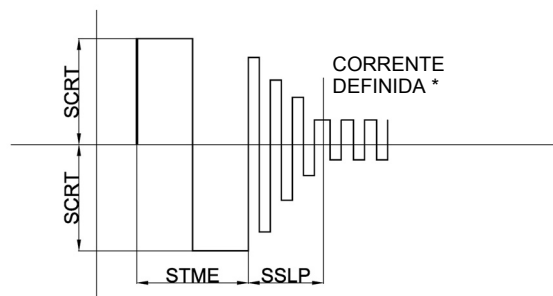 SCRT
SCRT
CORRENTE
DEFINIDA *
STME
SSLP